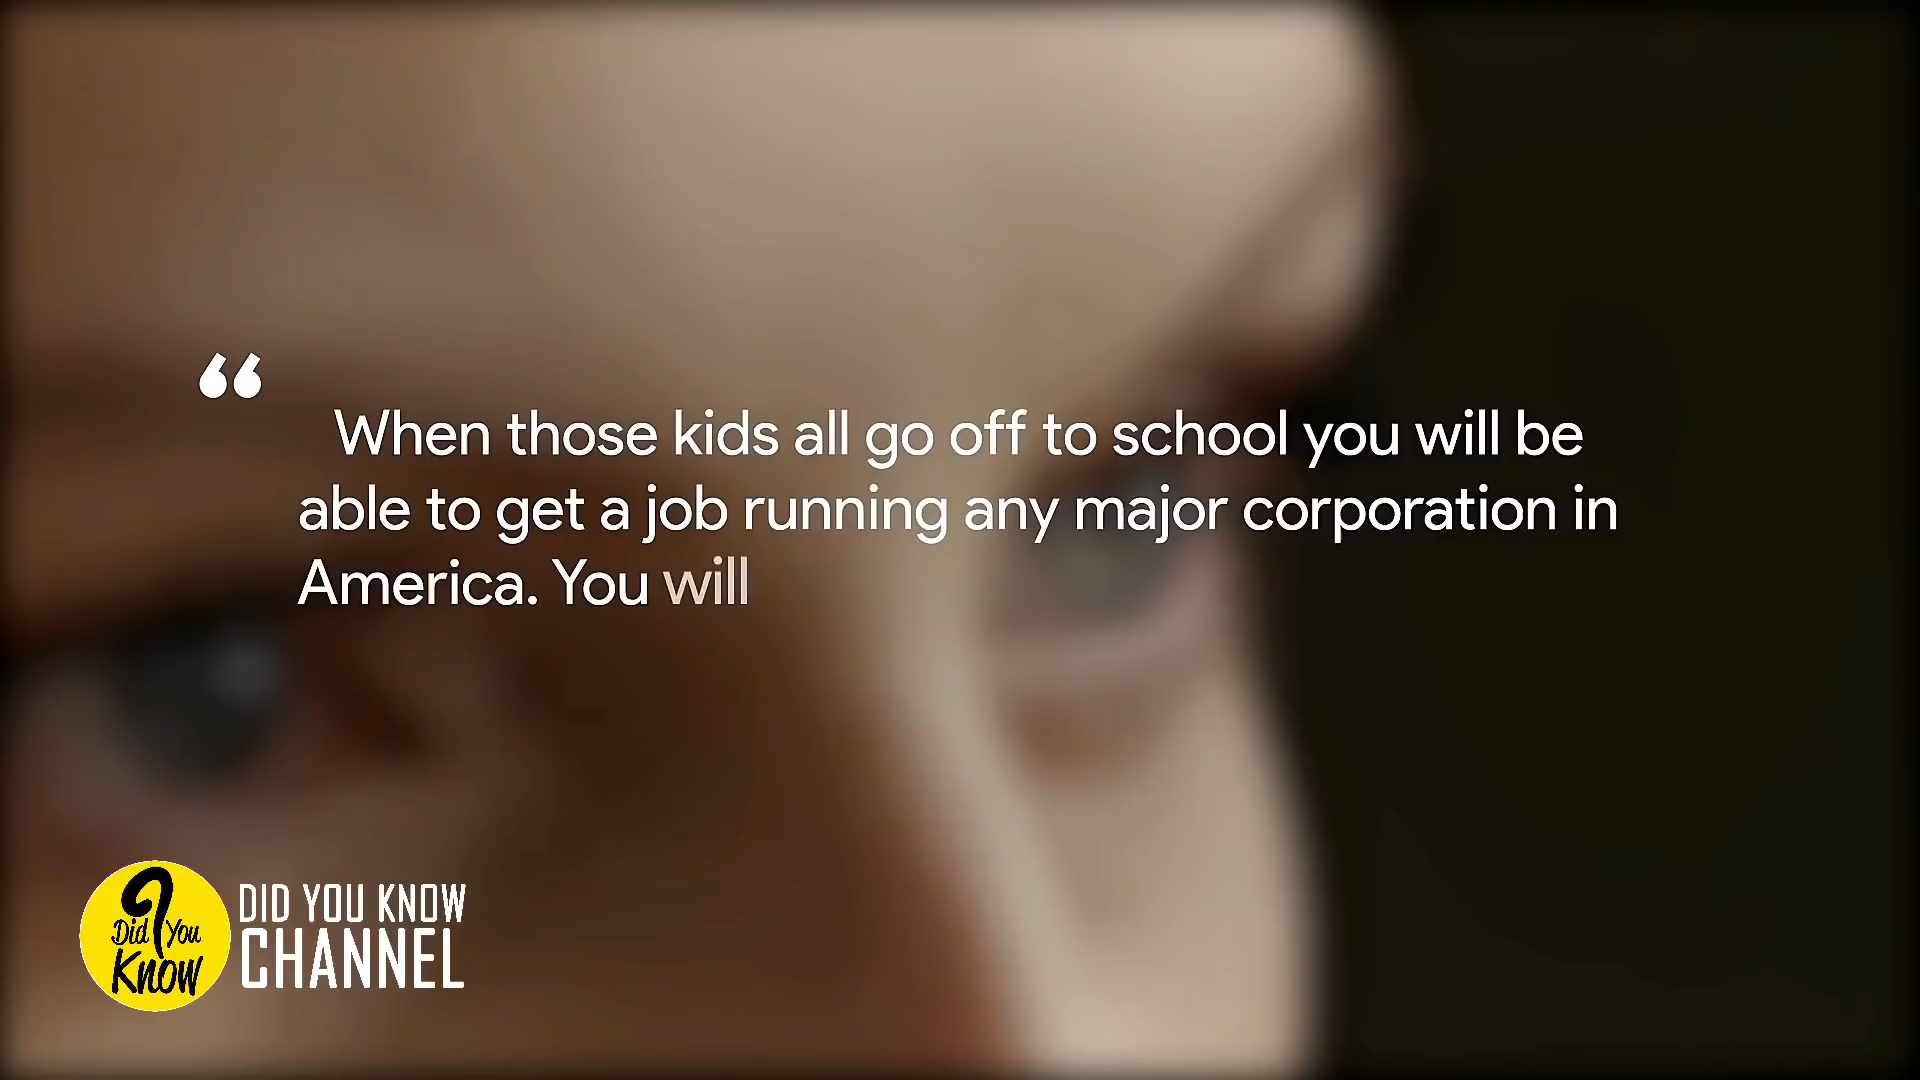 “
When those kids all go off to school you will be
able to get a job running any major corporation in
America. You will
Did You
Know
DID YOU KNOW
CHANNEL